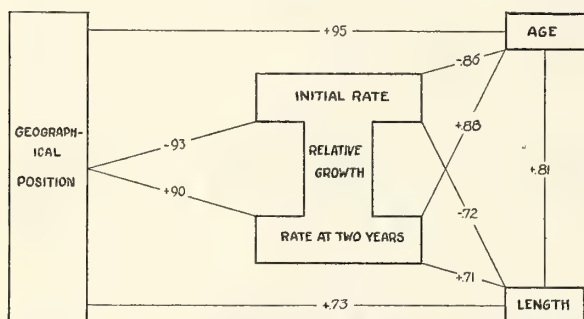 +95
AGE
-.86
INITIAL RATE
GEOGRAPH-
ICAL
POSITION
-93
+.88
RELATIVE
GROWTH
+.81
+90
-.72
RATE AT TWO YEARS
+.71
+.73
LENGTH